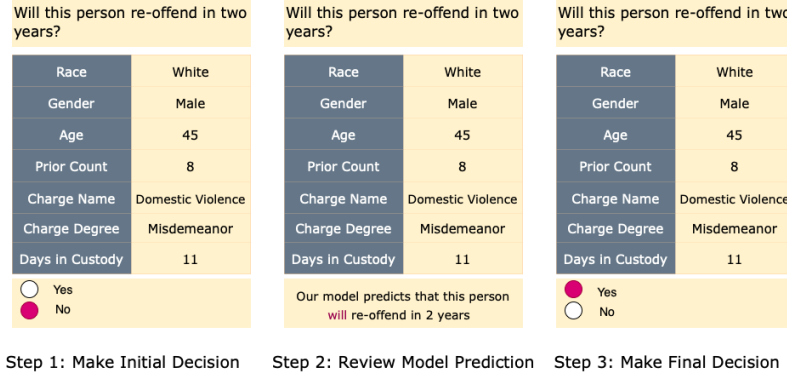 Will this person re-offend in two
years?
Race White
Gender Male
Age 45
Prior Count 8
Charge Name Domestic Violence
Charge Degree Misdemeanor
Days in Custody 11
Yes
No
Step 1: Make Initial Decision
Will this person re-offend in two
years?
Race White
Gender Male
Age 45
Prior Count 8
Charge Name Domestic Violence
Charge Degree Misdemeanor
Days in Custody 11
Our model predicts that this person
will re-offend in 2 years
Step 2: Review Model Prediction
Will this person re-offend in two
years?
Race White
Gender Male
Age 45
Prior Count 8
Charge Name Domestic Violence
Charge Degree Misdemeanor
Days in Custody 11
Yes
No
Step 3: Make Final Decision